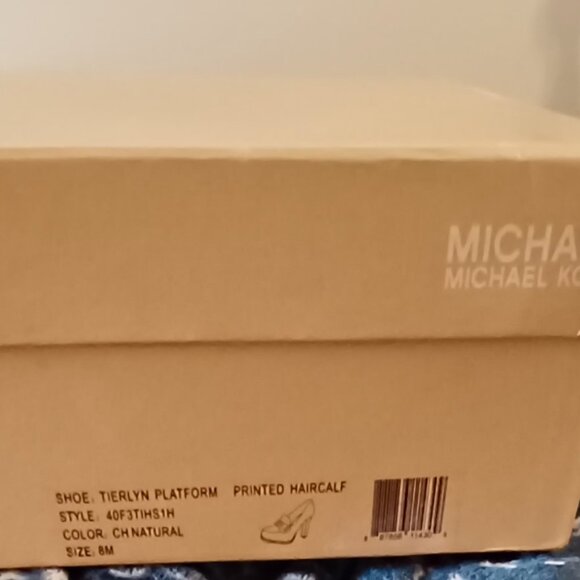 MICHA
MICHAEL KO
SHOE: TIERLYN PLATFORM PRINTED HAIRCALF
STYLE: 40F3TIHS1H
COLOR: CH NATURAL
SIZE: 8M